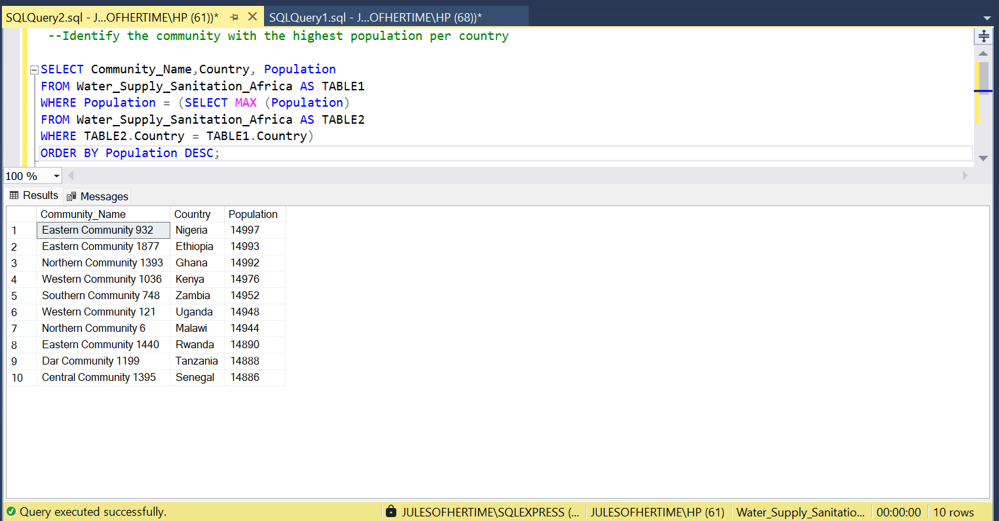 SQLQuery2.sql - J...OFHERTIME\HP (61))* SQLQuery1.sql - J...OFHERTIME\HP (68))*
--Identify the community with the highest population per country
SELECT Community_Name,Country, Population
FROM Water_Supply_Sanitation_Africa AS TABLE1
WHERE Population = (SELECT MAX (Population)
FROM Water_Supply_Sanitation_Africa AS TABLE2
WHERE TABLE2.Country = TABLE1.Country)
ORDER BY Population DESC;
100 %
Results Messages
Community_Name Country Population
1 Eastern Community 932 Nigeria 14997
2 Eastern Community 1877 Ethiopia 14993
3 Northern Community 1393 Ghana 14992
4 Western Community 1036 Kenya 14976
5 Southern Community 748 Zambia 14952
6 Western Community 121 Uganda 14948
7 Northern Community 6 Malawi 14944
8 Eastern Community 1440 Rwanda 14890
9 Dar Community 1199 Tanzania 14888
10 Central Community 1395 Senegal 14886
Query executed successfully. JULESOFHERTIME\SQLEXPRESS (... JULESOFHERTIME\HP (61) Water_Supply_Sanitatio... 00:00:00 10 rows